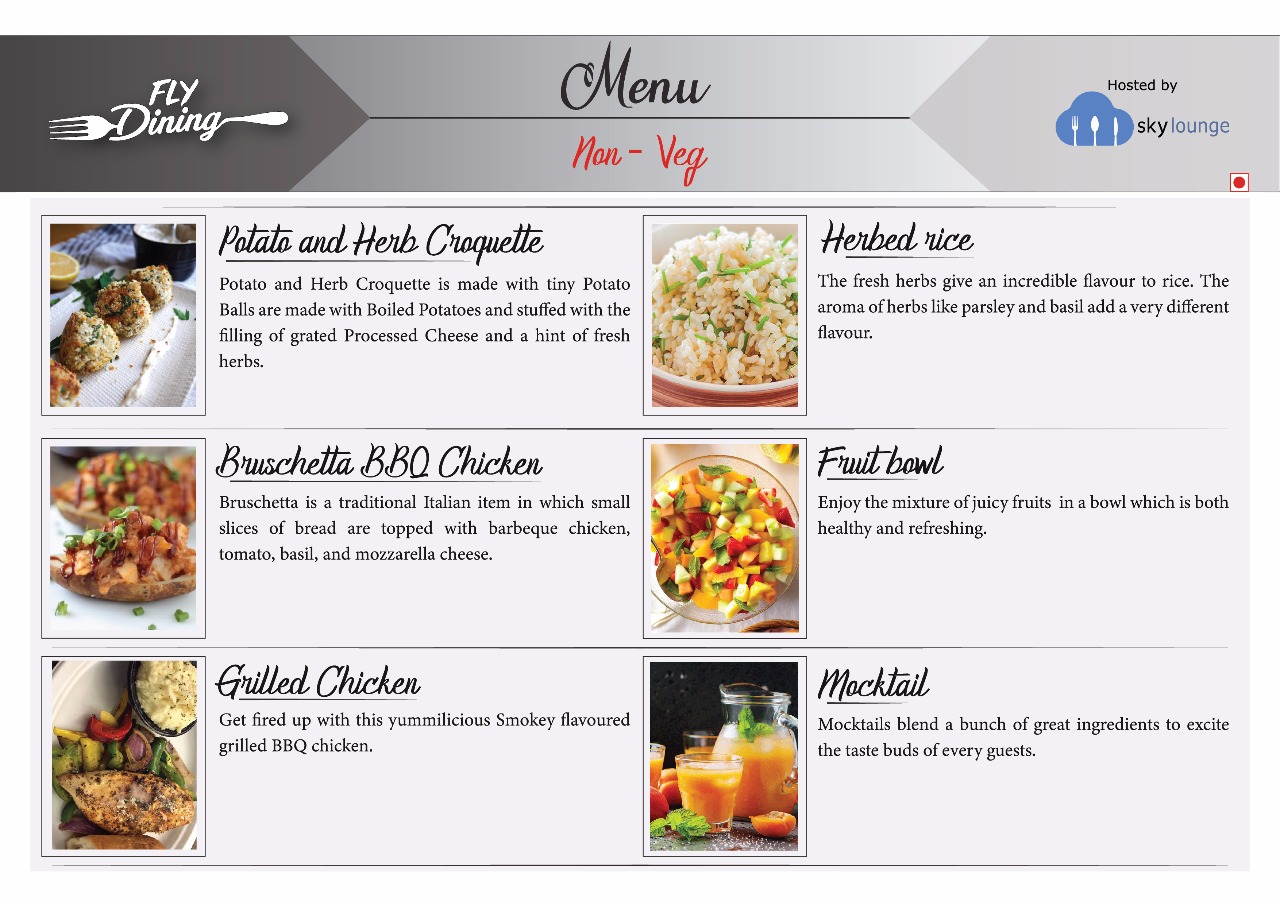 FLY
Dining
Menu
Non - Veg
Hosted by
sky lounge
Potato and Herb Croquette
Potato and Herb Croquette is made with tiny Potato
Balls are made with Boiled Potatoes and stuffed with the
filling of grated Processed Cheese and a hint of fresh
herbs.
Herbed rice
The fresh herbs give an incredible flavour to rice. The
aroma of herbs like parsley and basil add a very different
flavour.
Bruschetta BBQ Chicken
Bruschetta is a traditional Italian item in which small
slices of bread are topped with barbeque chicken,
tomato, basil, and mozzarella cheese.
Fruit bowl
Enjoy the mixture of juicy fruits in a bowl which is both
healthy and refreshing.
Grilled Chicken
Get fired up with this yummilicious Smokey flavoured
grilled BBQ chicken.
Mocktail
Mocktails blend a bunch of great ingredients to excite
the taste buds of every guests.